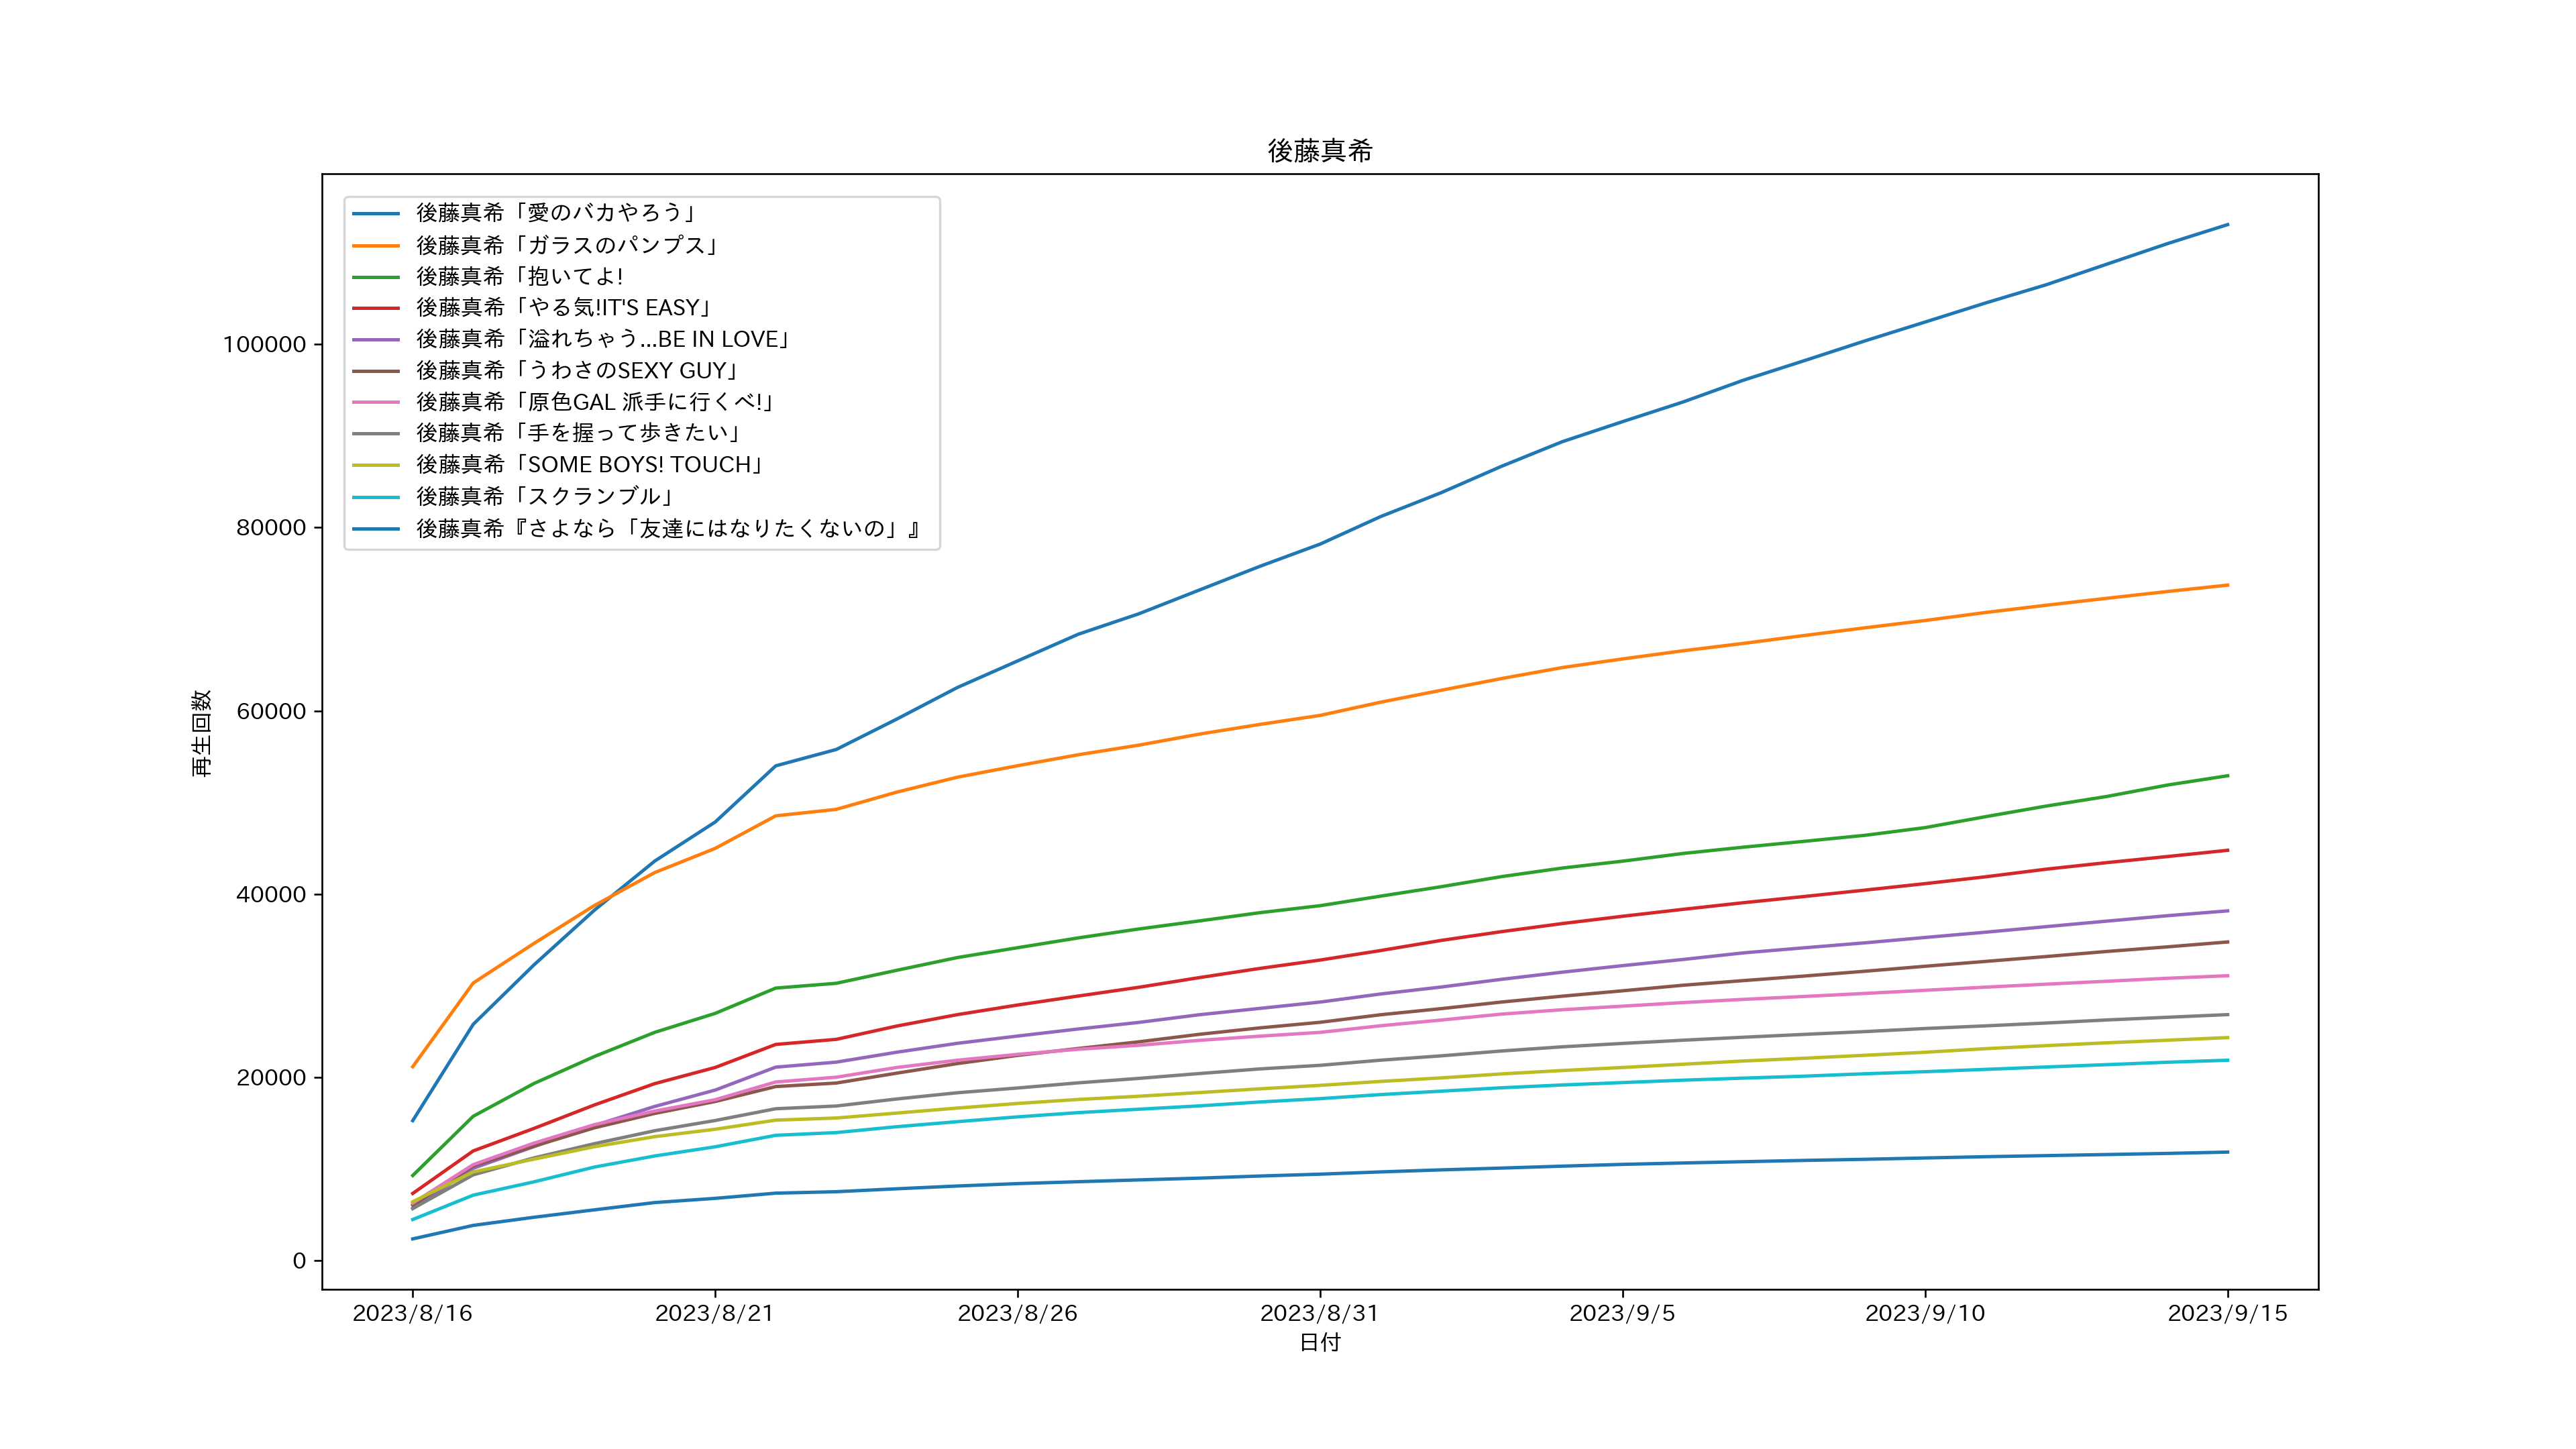 後藤真希
後藤真希「愛のバカやろう」
後藤真希「ガラスのパンプス」
後藤真希「抱いてよ!
後藤真希「やる気!IT'S EASY」
後藤真希「溢れちゃう...BE IN LOVE」
後藤真希「うわさのSEXY GUY」
後藤真希「原色GAL 派手に行くべ!」
後藤真希「手を握って歩きたい」
後藤真希「SOME BOYS! TOUCH」
後藤真希「スクランブル」
後藤真希『さよなら「友達にはなりたくないの」』
再生回数
100000
80000
60000
40000
20000
0
2023/8/16 2023/8/21 2023/8/26 2023/8/31 2023/9/5 2023/9/10 2023/9/15
日付